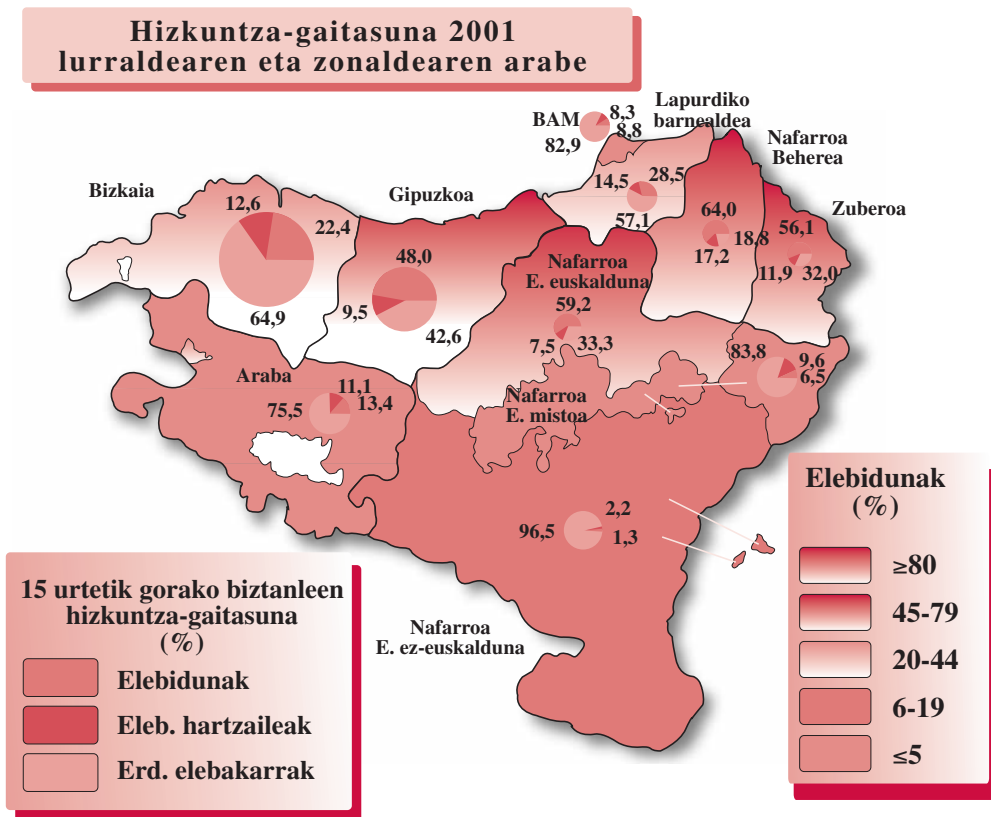 Hizkuntza-gaitasuna 2001
lurraldearen eta zonaldearen arabe
BAM
8,3
8,8
82,9
Lapurdiko
barnealdea
Nafarroa
Beherea
Bizkaia
12,6
22,4
64,9
Gipuzkoa
48,0
9,5
42,6
14,5
28,5
57,1
64,0
18,8
17,2
Zuberoa
56,1
11,9
32,0
Nafarroa
E. euskalduna
59,2
7,5
33,3
83,8
9,6
6,5
Araba
11,1
75,5
13,4
Nafarroa
E. mistoa
2,2
96,5
1,3
Nafarroa
E. ez-euskalduna
15 urtetik gorako biztanleen
hizkuntza-gaitasuna
(%)
Elebidunak
Eleb. hartzaileak
Erd. elebakarrak
Elebidunak
(%)
≥80
45-79
20-44
6-19
≤5